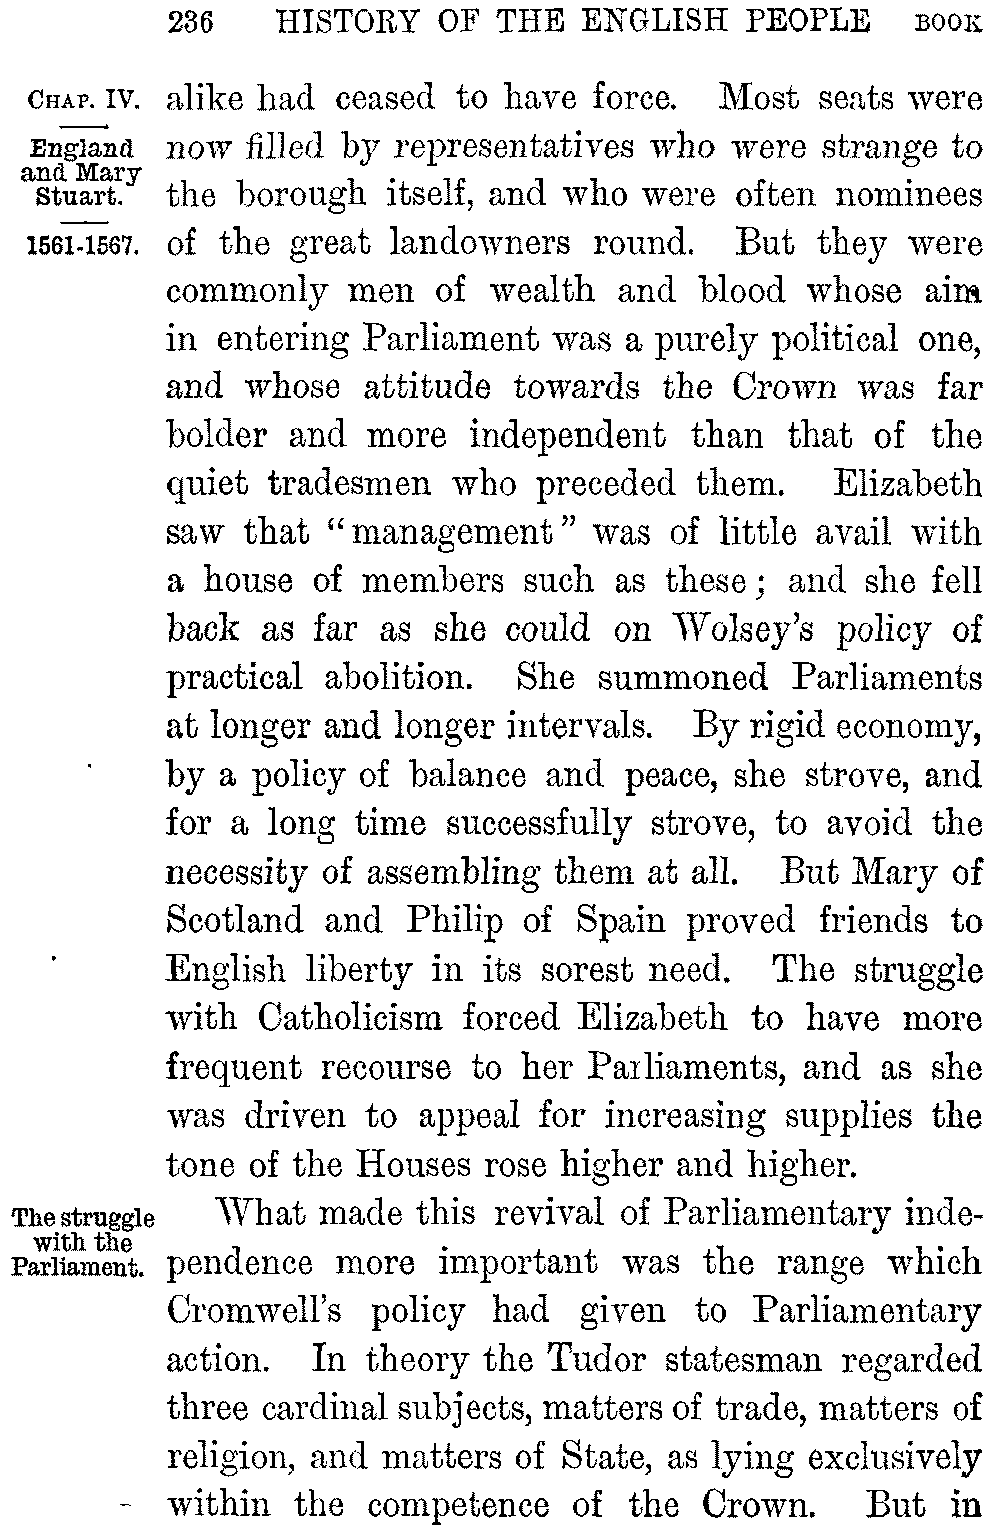 236 HISTORY OF THE ENGLISH PEOPLE BOOK
CHAP. IV.
England
and Mary
Stuart.
1561-1567.
alike had ceased to have force. Most seats were
now filled by representatives who were strange to
the borough itself, and who were often nominees
of the great landowners round. But they were
commonly men of wealth and blood whose aim
in entering Parliament was a purely political one,
and whose attitude towards the Crown was far
bolder and more independent than that of the
quiet tradesmen who preceded them. Elizabeth
saw that “management” was of little avail with
a house of members such as these; and she fell
back as far as she could on Wolsey's policy of
practical abolition. She summoned Parliaments
at longer and longer intervals. By rigid economy,
by a policy of balance and peace, she strove, and
for a long time successfully strove, to avoid the
necessity of assembling them at all. But Mary of
Scotland and Philip of Spain proved friends to
English liberty in its sorest need. The struggle
with Catholicism forced Elizabeth to have more
frequent recourse to her Parliaments, and as she
was driven to appeal for increasing supplies the
tone of the Houses rose higher and higher.
The struggle
with the
Parliament.
What made this revival of Parliamentary inde-
pendence more important was the range which
Cromwell's policy had given to Parliamentary
action. In theory the Tudor statesman regarded
three cardinal subjects, matters of trade, matters of
religion, and matters of State, as lying exclusively
within the competence of the Crown. But in